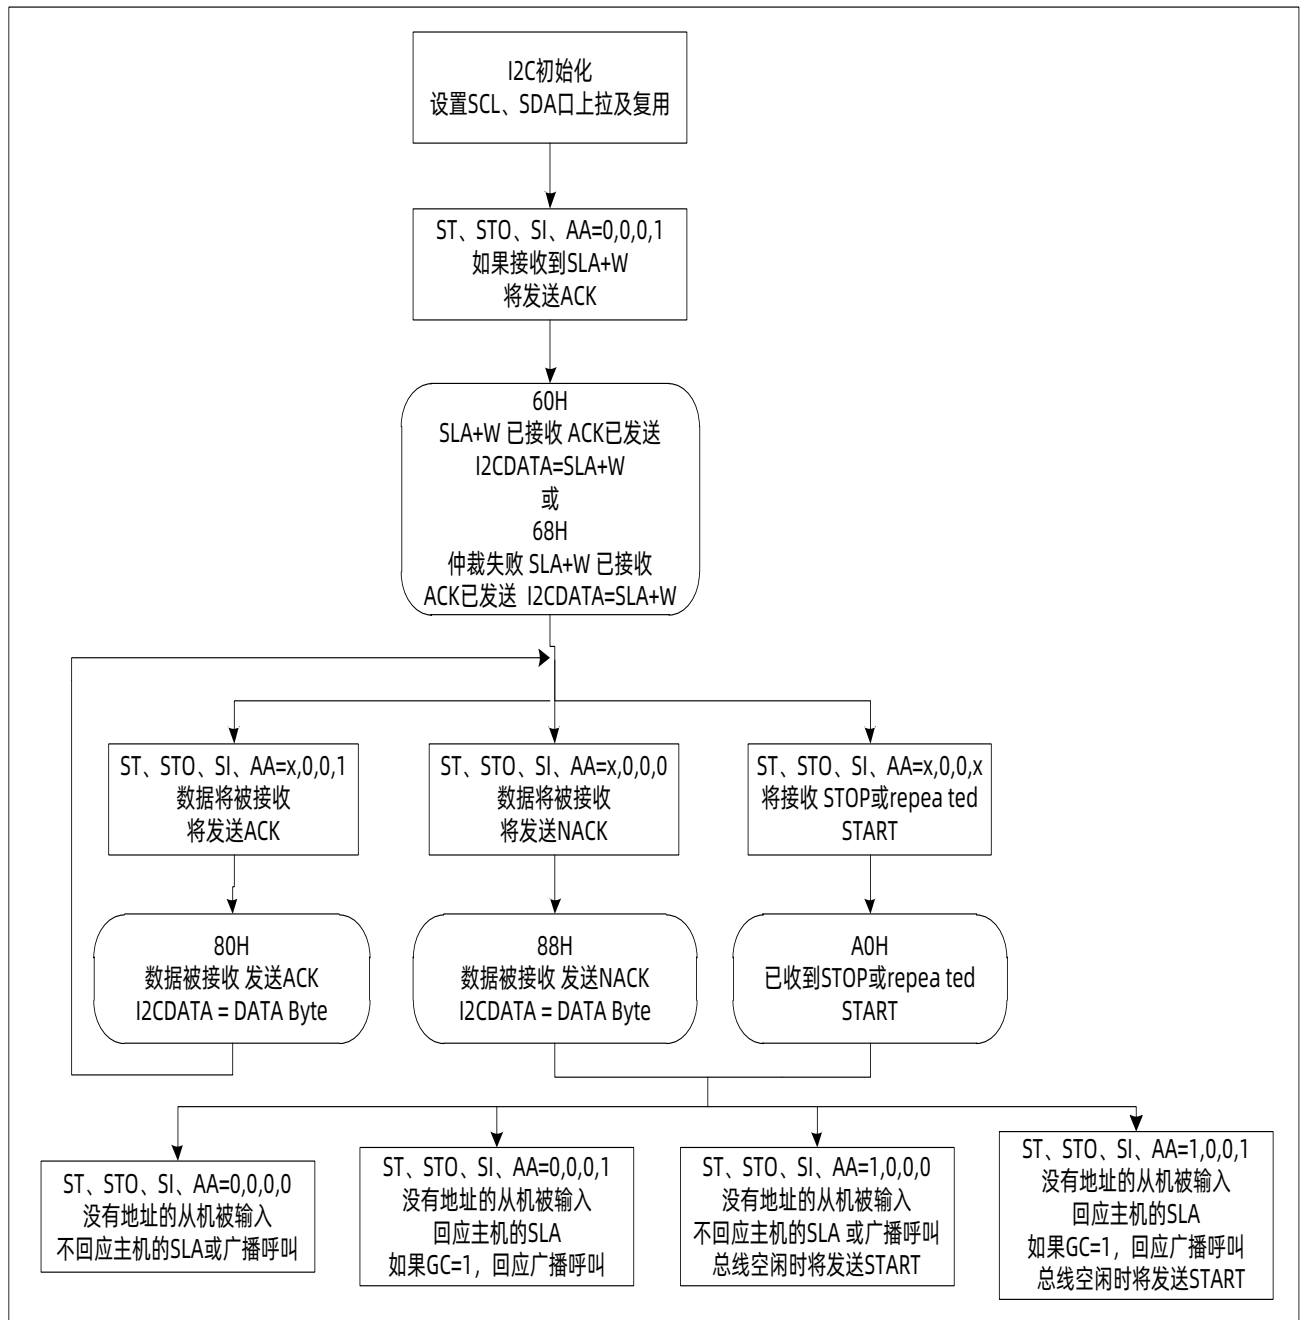 I2C初始化
设置SCL、SDA口上拉及复用
ST、STO、SI、AA=0,0,0,1
如果接收到SLA+W
将发送ACK
60H
SLA+W 已接收 ACK已发送
I2CDATA=SLA+W
或
68H
仲裁失败 SLA+W 已接收
ACK已发送 I2CDATA=SLA+W
ST、STO、SI、AA=x,0,0,1
数据将被接收
将发送ACK
ST、STO、SI、AA=x,0,0,0
数据将被接收
将发送NACK
ST、STO、SI、AA=x,0,0,x
将接收 STOP或repea ted
START
80H
数据被接收 发送ACK
I2CDATA = DATA Byte
88H
数据被接收 发送NACK
I2CDATA = DATA Byte
A0H
已收到STOP或repea ted
START
ST、STO、SI、AA=0,0,0,0
没有地址的从机被输入
不回应主机的SLA或广播呼叫
ST、STO、SI、AA=0,0,0,1
没有地址的从机被输入
回应主机的SLA
如果GC=1，回应广播呼叫
ST、STO、SI、AA=1,0,0,0
没有地址的从机被输入
不回应主机的SLA 或广播呼叫
总线空闲时将发送START
ST、STO、SI、AA=1,0,0,1
没有地址的从机被输入
回应主机的SLA
如果GC=1，回应广播呼叫
总线空闲时将发送START